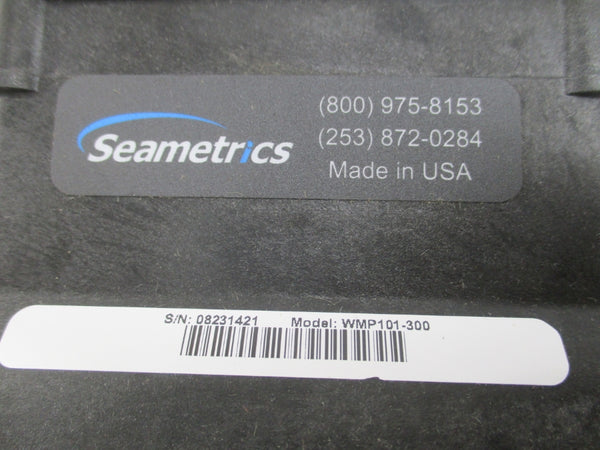 Seametrics
(800) 975-8153
(253) 872-0284
Made in USA
S/N: 08231421 Model: WMP101-300